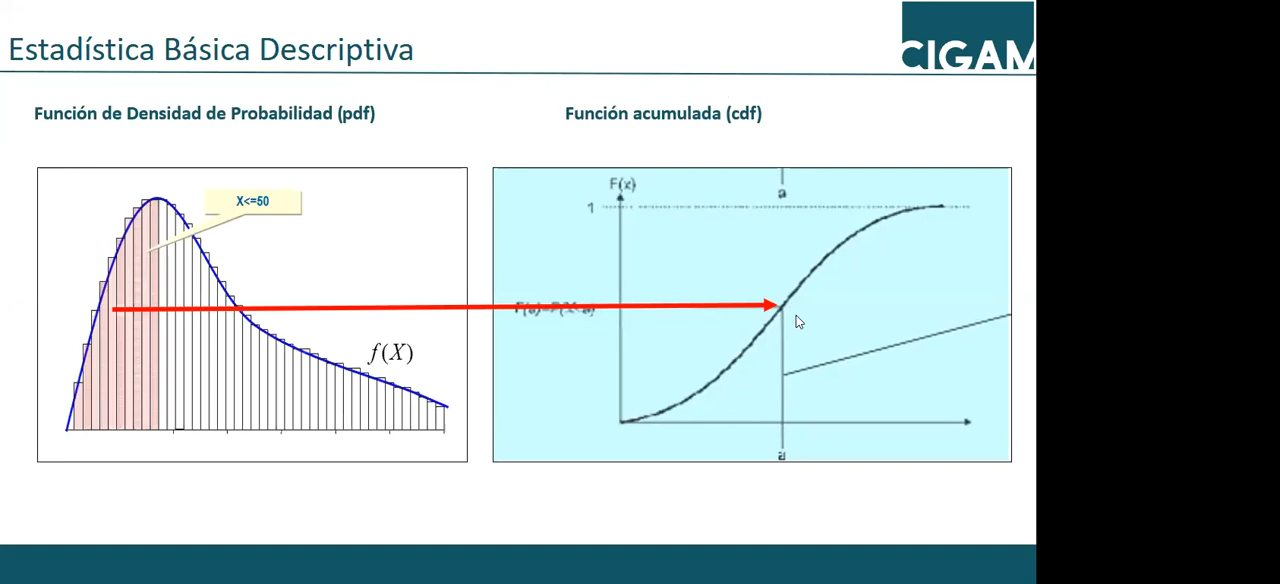 Estadística Básica Descriptiva
CIGAM
Función de Densidad de Probabilidad (pdf)
Función acumulada (cdf)
X<=50
f(X)
F(x)
1
a
a